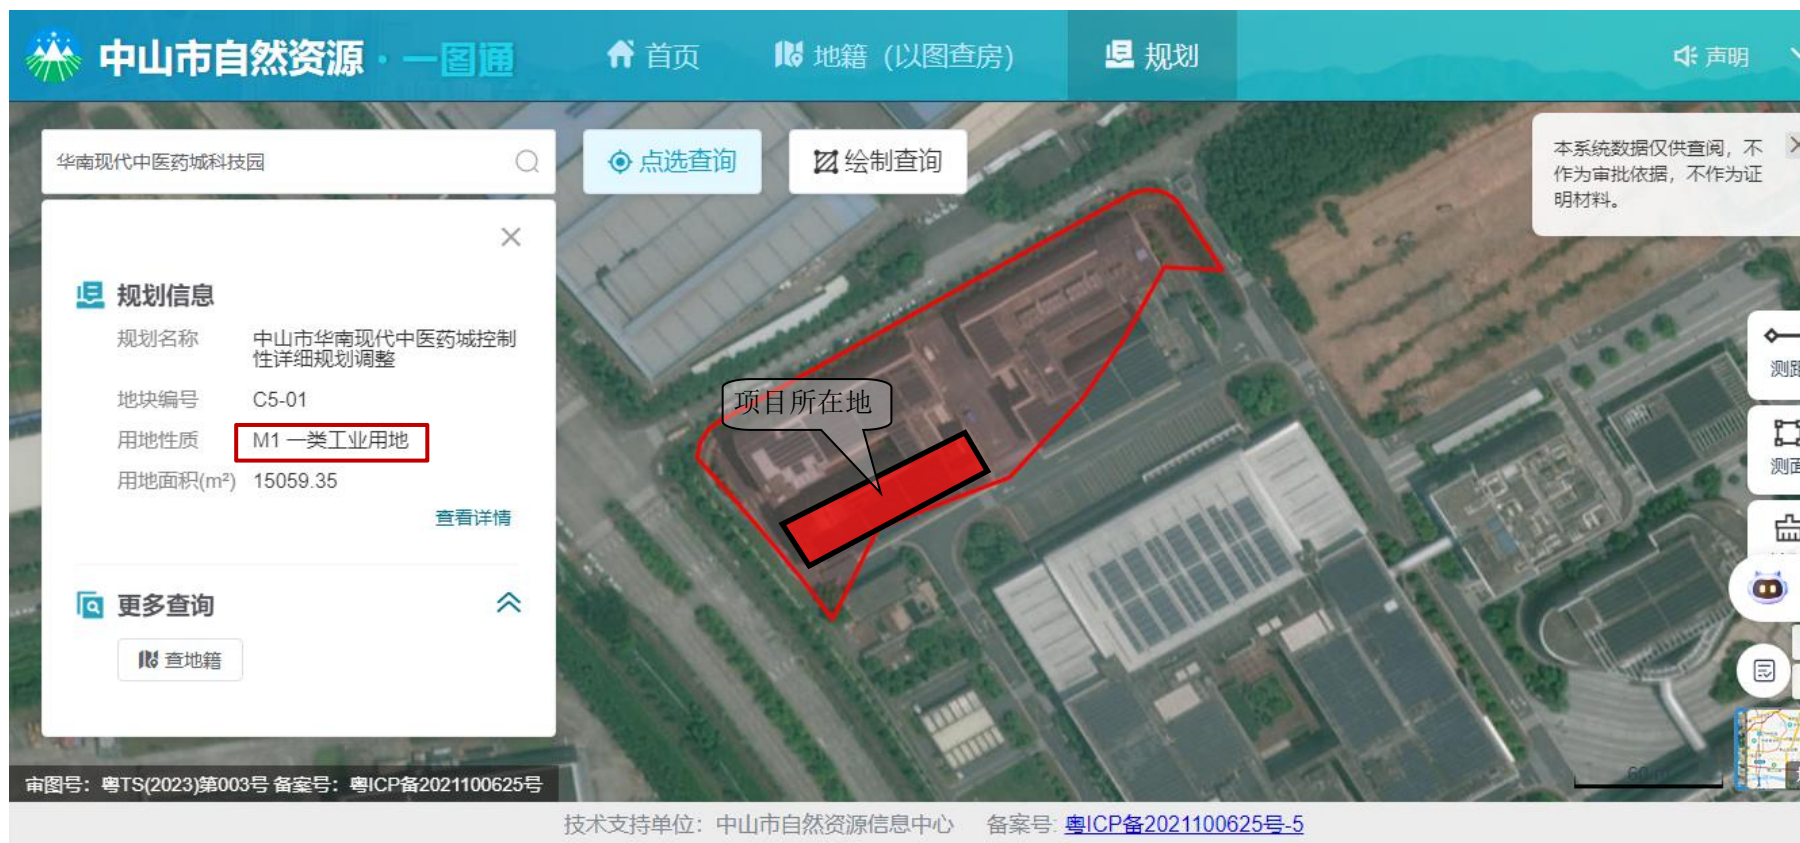 中山市自然资源·一图通
首页
地籍（以图查房）
规划
声明
华南现代中医药城科技园
点选查询
绘制查询
本系统数据仅供查阅，不
作为审批依据，不作为证
明材料。
规划信息
规划名称 中山市华南现代中医药城控制
性详细规划调整
地块编号 C5-01
用地性质 M1 一类工业用地
用地面积(m²) 15059.35
查看详情
更多查询
查地籍
项目所在地
测距
测面
60 m
审图号：粤TS(2023)第003号 备案号：粤ICP备2021100625号
技术支持单位：中山市自然资源信息中心 备案号: 粤ICP备2021100625号-5